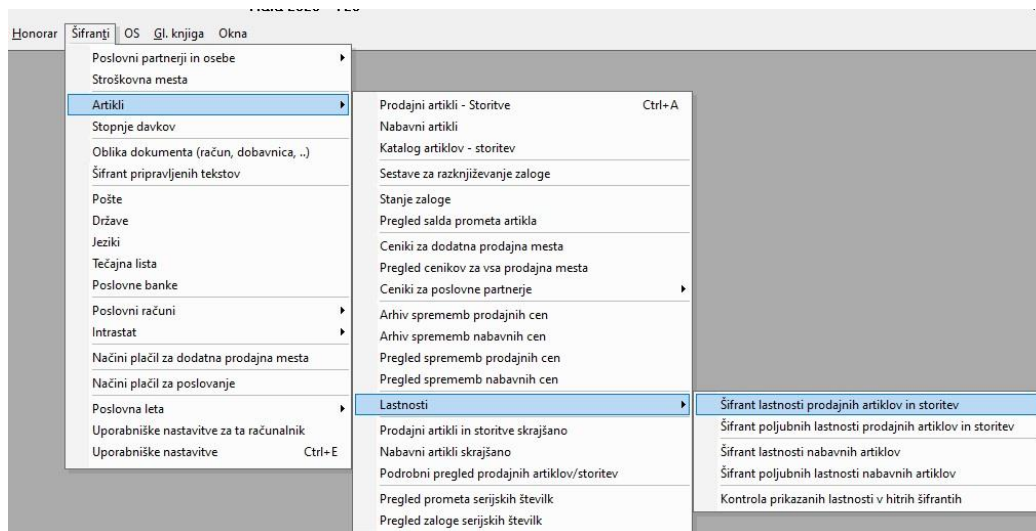 Honorar Šifranti OS Gl. knjiga Okna
Poslovni partnerji in osebe
Stroškovna mesta
Artikli
Stopnje davkov
Oblika dokumenta (račun, dobavnica, ..)
Šifrant pripravljenih tekstov
Pošte
Države
Jeziki
Tečajna lista
Poslovne banke
Poslovni računi
Intrastat
Načini plačil za dodatna prodajna mesta
Načini plačil za poslovanje
Poslovna leta
Uporabniške nastavitve za ta računalnik
Uporabniške nastavitve Ctrl+E
Prodajni artikli - Storitve Ctrl+A
Nabavni artikli
Katalog artiklov - storitev
Sestave za razknjiževanje zaloge
Stanje zaloge
Pregled salda prometa artikla
Ceniki za dodatna prodajna mesta
Pregled cenikov za vsa prodajna mesta
Ceniki za poslovne partnerje
Arhiv sprememb prodajnih cen
Arhiv sprememb nabavnih cen
Pregled sprememb prodajnih cen
Pregled sprememb nabavnih cen
Lastnosti
Prodajni artikli in storitve skrajšano
Nabavni artikli skrajšano
Podrobni pregled prodajnih artiklov/storitev
Pregled prometa serijskih številk
Pregled zaloge serijskih številk
Šifrant lastnosti prodajnih artiklov in storitev
Šifrant poljubnih lastnosti prodajnih artiklov in storitev
Šifrant lastnosti nabavnih artiklov
Šifrant poljubnih lastnosti nabavnih artiklov
Kontrola prikazanih lastnosti v hitrih šifrantih